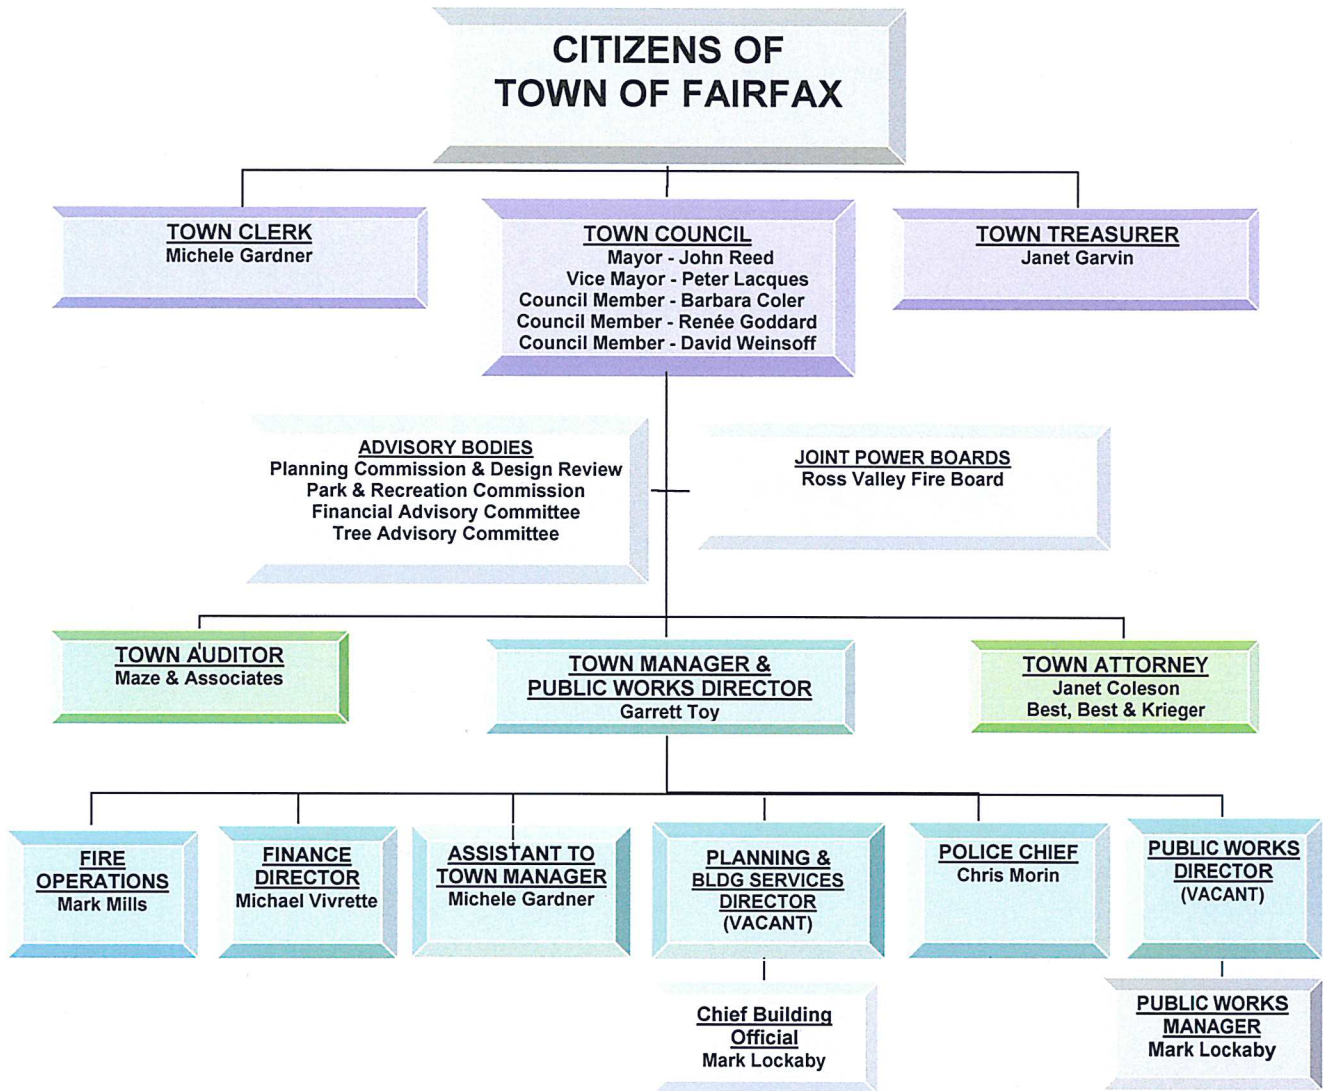 CITIZENS OF
TOWN OF FAIRFAX
TOWN CLERK
Michele Gardner
TOWN COUNCIL
Mayor - John Reed
Vice Mayor - Peter Lacques
Council Member - Barbara Coler
Council Member - Renée Goddard
Council Member - David Weinsoff
TOWN TREASURER
Janet Garvin
ADVISORY BODIES
Planning Commission & Design Review
Park & Recreation Commission
Financial Advisory Committee
Tree Advisory Committee
JOINT POWER BOARDS
Ross Valley Fire Board
TOWN AUDITOR
Maze & Associates
TOWN MANAGER &
PUBLIC WORKS DIRECTOR
Garrett Toy
TOWN ATTORNEY
Janet Coleson
Best, Best & Krieger
FIRE
OPERATIONS
Mark Mills
FINANCE
DIRECTOR
Michael Vivrette
ASSISTANT TO
TOWN MANAGER
Michele Gardner
PLANNING &
BLDG SERVICES
DIRECTOR
(VACANT)
POLICE CHIEF
Chris Morin
PUBLIC WORKS
DIRECTOR
(VACANT)
Chief Building
Official
Mark Lockaby
PUBLIC WORKS
MANAGER
Mark Lockaby